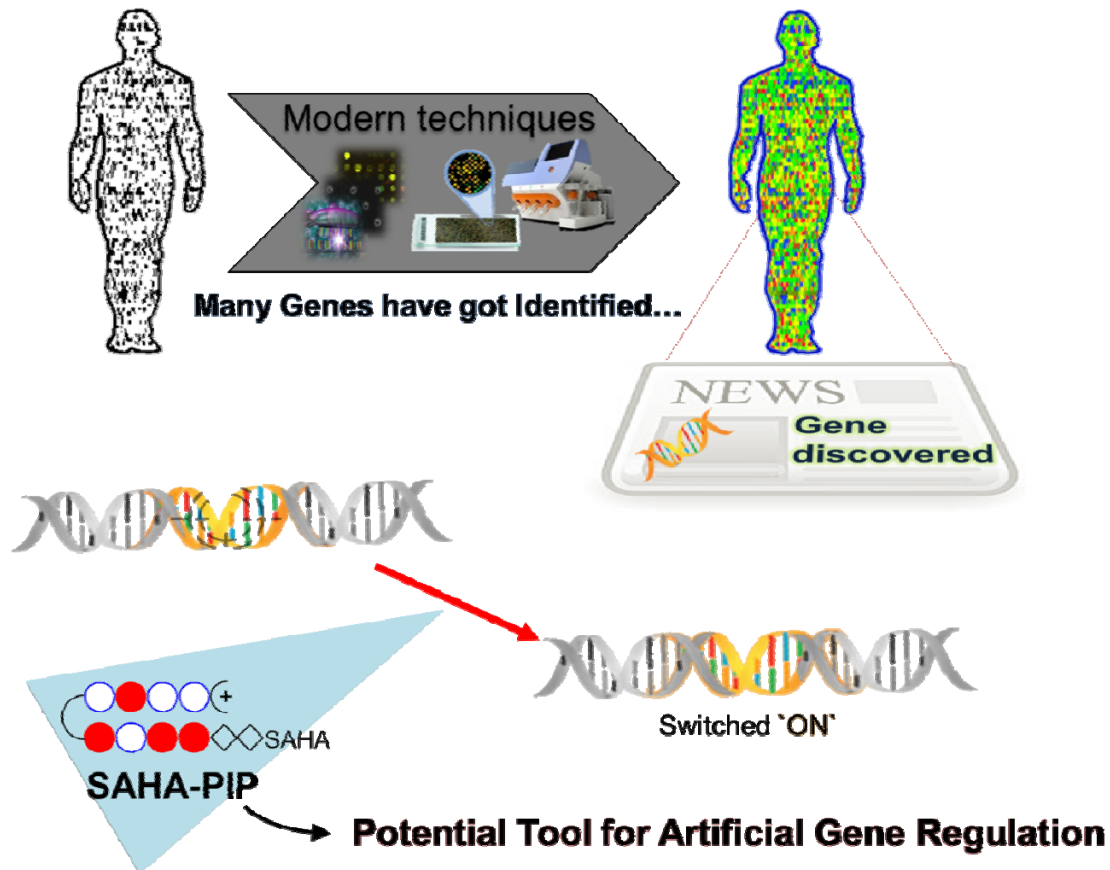 Modern techniques
Many Genes have got Identified...
NEWS
Gene
discovered
Switched `ON`
+
SAHA
SAHA-PIP
Potential Tool for Artificial Gene Regulation